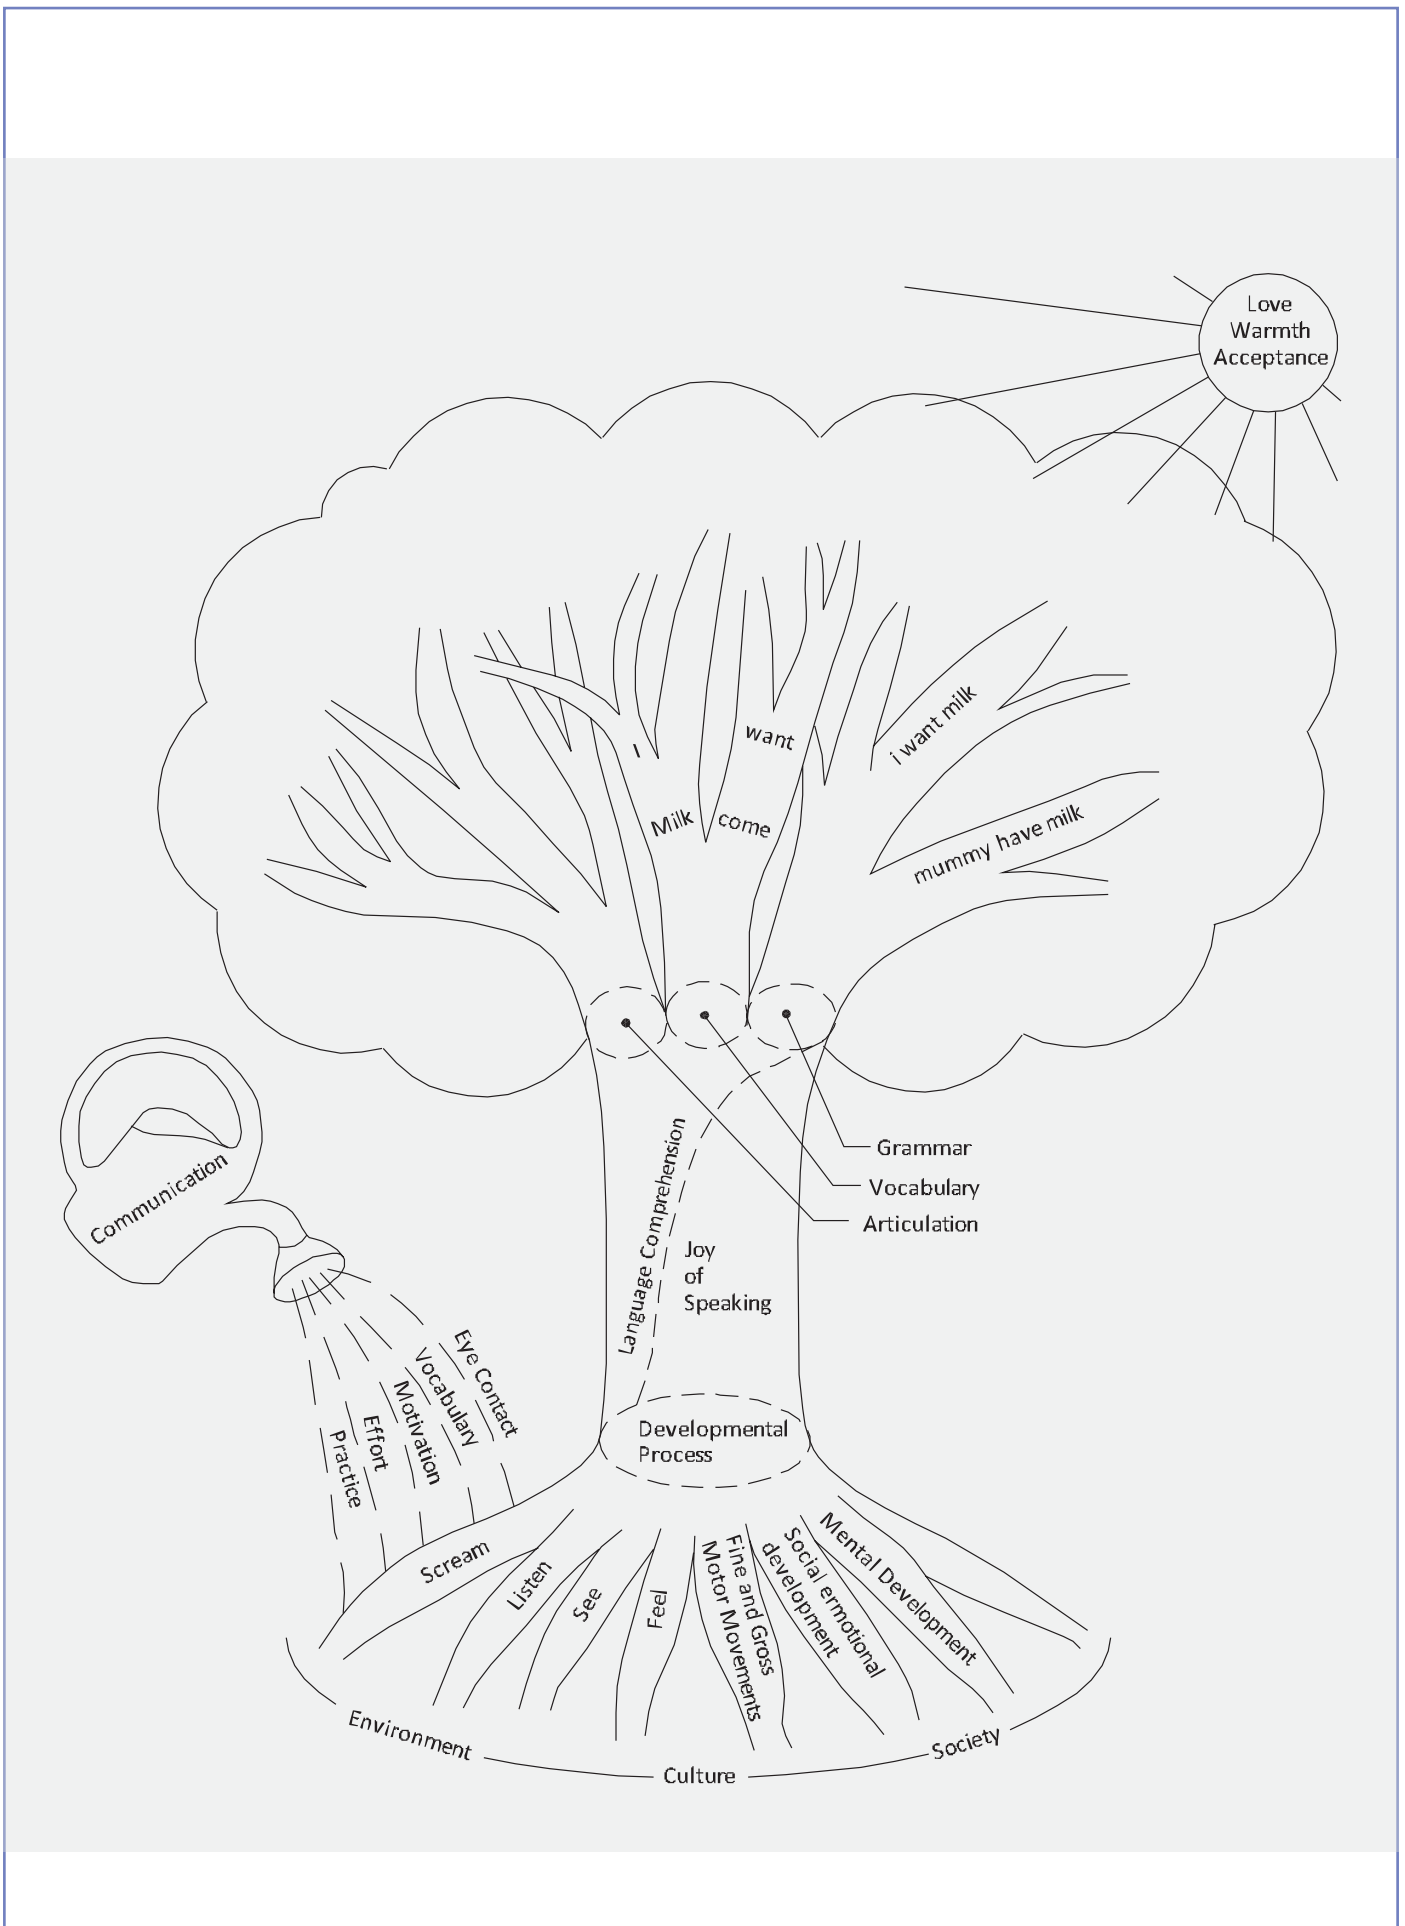 Love
Warmth
Acceptance
i want milk
I
want
Milk
come
mummy have milk
Grammar
Vocabulary
Articulation
Communication
Language Comprehension
Joy
of
Speaking
Eye Contact
Vocabulary
Motivation
Effort
Practice
Developmental
Process
Scream
Listen
See
Feel
Fine and Gross
Motor Movements
Social ermotional
development
Mental Development
Environment
Culture
Society